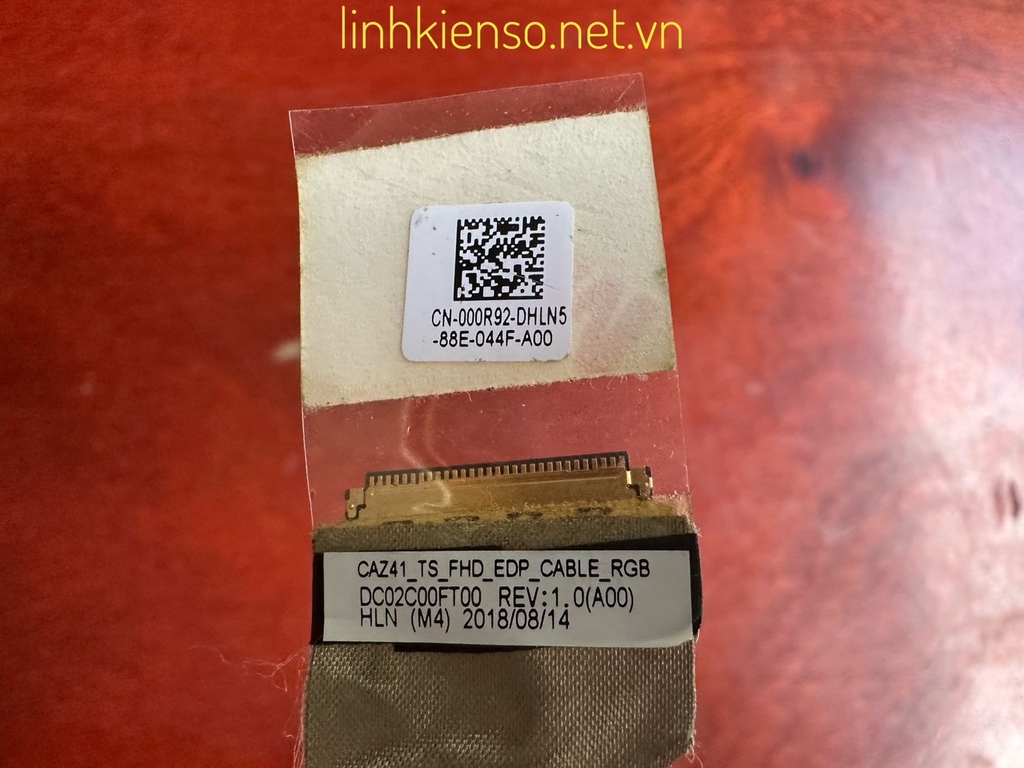 linhkienso.net.vn
CN-000R92-DHLN5
-88E-044F-A00
CAZ41_TS_FHD_EDP_CABLE_RGB
DC02C00FT00 REV:1.0(A00)
HLN (M4) 2018/08/14